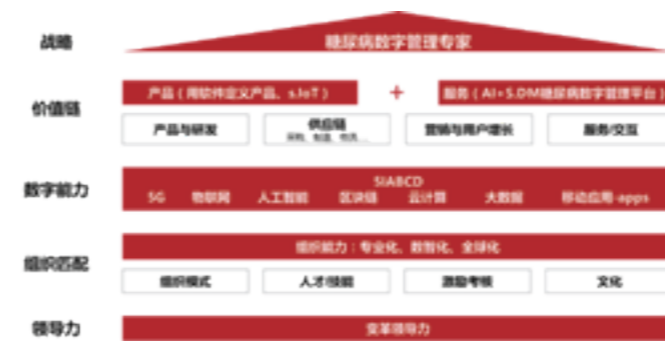 战略
糖尿病数字管理专家
价值链
产品（用软件定义产品、s.IoT）
+
服务（AI+S.DM糖尿病数字管理平台）
产品与研发
供应链
采购、制造、物流...
营销与用户增长
服务/交互
数字能力
SIABCD
5G 物联网 人工智能 区块链 云计算 大数据 移动应用-apps
组织匹配
组织能力：专业化、数智化、全球化
组织模式
人才/技能
激励考核
文化
领导力
变革领导力